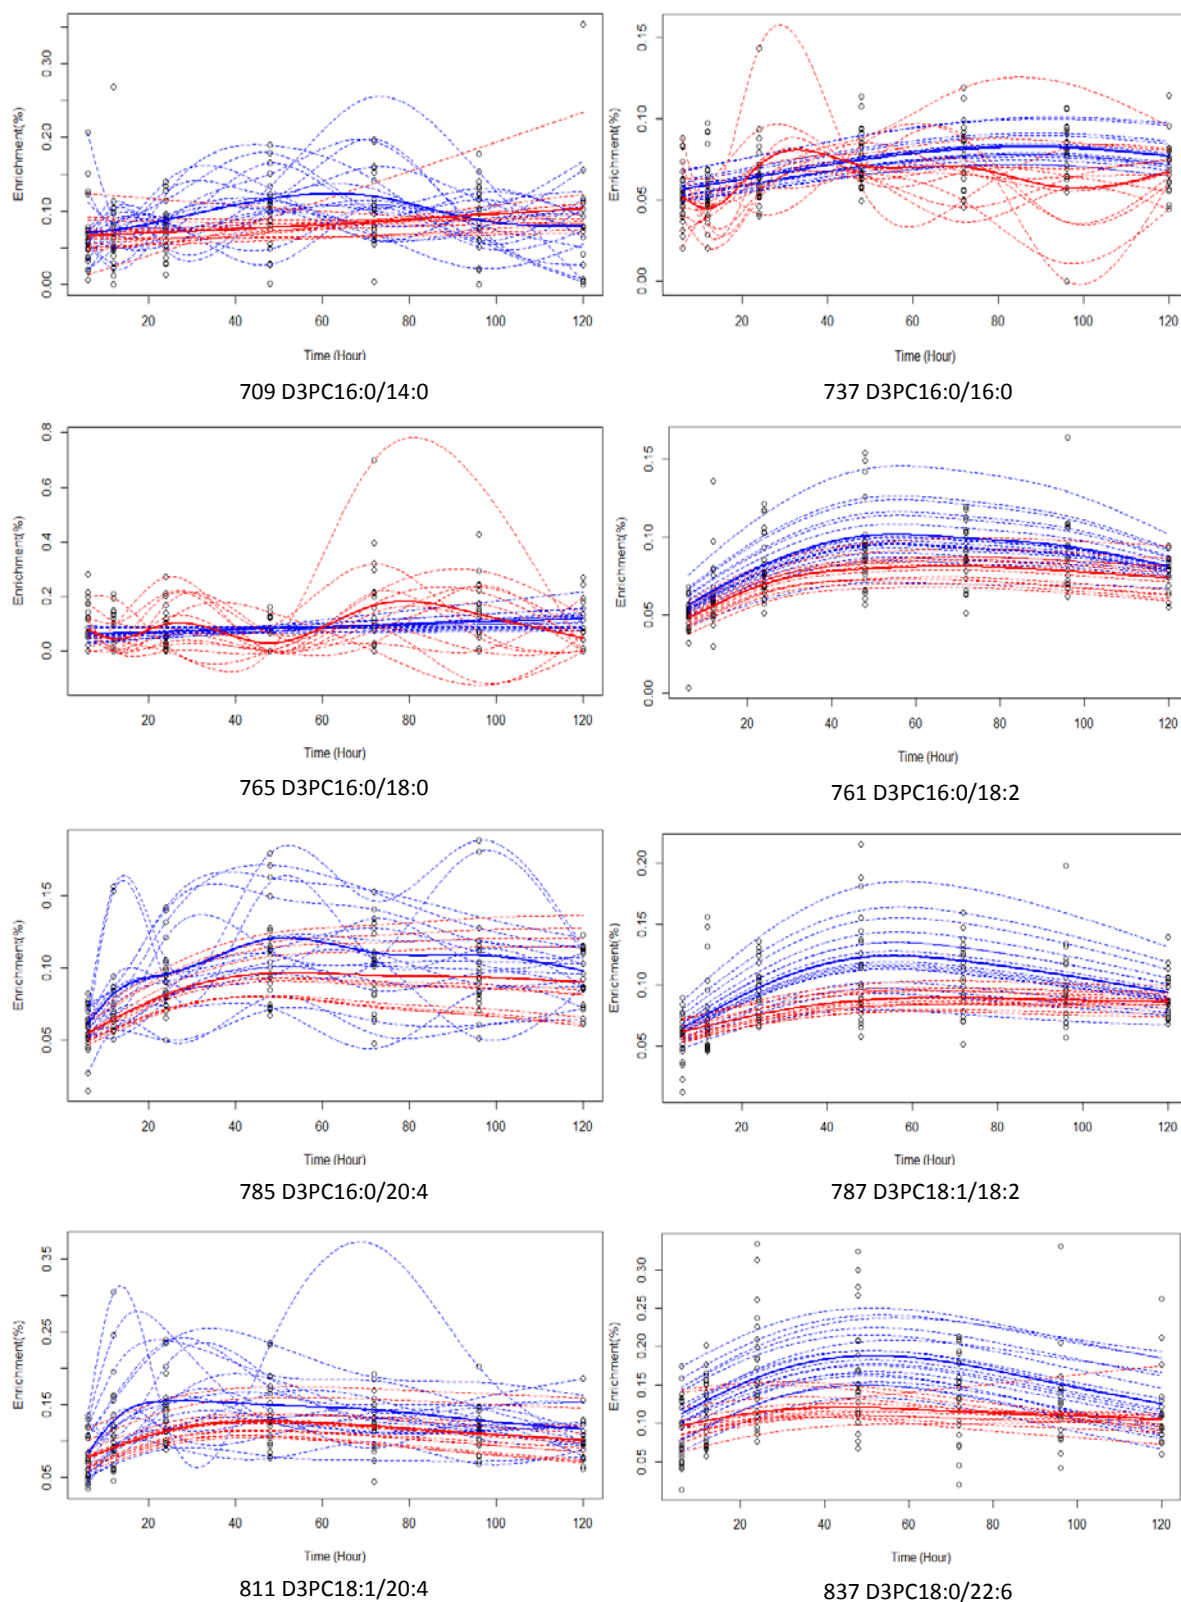 Enrichment(%)
0.30
0.20
0.10
0.00
20 40 60 80 100 120
Time (Hour)
709 D3PC16:0/14:0
Enrichment(%)
0.15
0.10
0.05
0.00
20 40 60 80 100 120
Time (Hour)
737 D3PC16:0/16:0
Enrichment(%)
0.8
0.6
0.4
0.2
0.0
20 40 60 80 100 120
Time (Hour)
765 D3PC16:0/18:0
Enrichment(%)
0.15
0.10
0.05
0.00
20 40 60 80 100 120
Time (Hour)
761 D3PC16:0/18:2
Enrichment(%)
0.15
0.10
0.05
20 40 60 80 100 120
Time (Hour)
785 D3PC16:0/20:4
Enrichment(%)
0.20
0.15
0.10
0.05
20 40 60 80 100 120
Time (Hour)
787 D3PC18:1/18:2
Enrichment(%)
0.35
0.25
0.15
0.05
20 40 60 80 100 120
Time (Hour)
811 D3PC18:1/20:4
Enrichment(%)
0.30
0.25
0.20
0.15
0.10
0.05
20 40 60 80 100 120
Time (Hour)
837 D3PC18:0/22:6